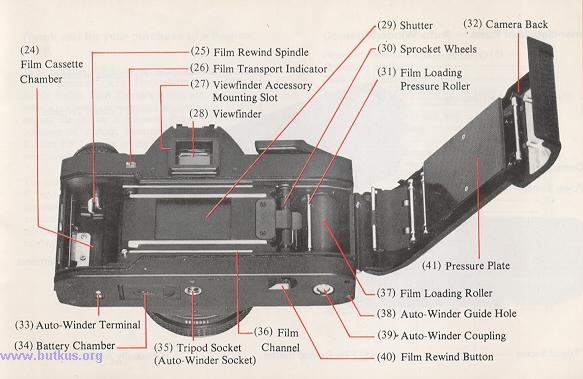 (24)
Film Cassette
Chamber
(25) Film Rewind Spindle
(26) Film Transport Indicator
(27) Viewfinder Accessory
Mounting Slot
(28) Viewfinder
(29) Shutter
(30) Sprocket Wheels
(31) Film Loading
Pressure Roller
(32) Camera Back
(41) Pressure Plate
(37) Film Loading Roller
(38) Auto-Winder Guide Hole
(39) Auto-Winder Coupling
(40) Film Rewind Button
(33) Auto-Winder Terminal
(34) Battery Chamber
(35) Tripod Socket
(Auto-Winder Socket)
(36) Film
Channel
www.butkus.org